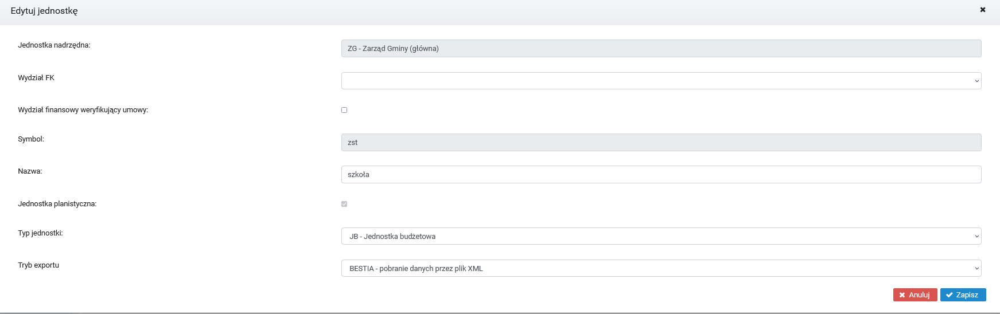 Edytuj jednostkę
Jednostka nadrzędna: ZG - Zarząd Gminy (główna)
Wydział FK
Wydział finansowy weryfikujący umowy:
Symbol: zst
Nazwa: szkoła
Jednostka planistyczna:
Typ jednostki: JB - Jednostka budżetowa
Tryb exportu BESTIA - pobranie danych przez plik XML
Anuluj Zapisz